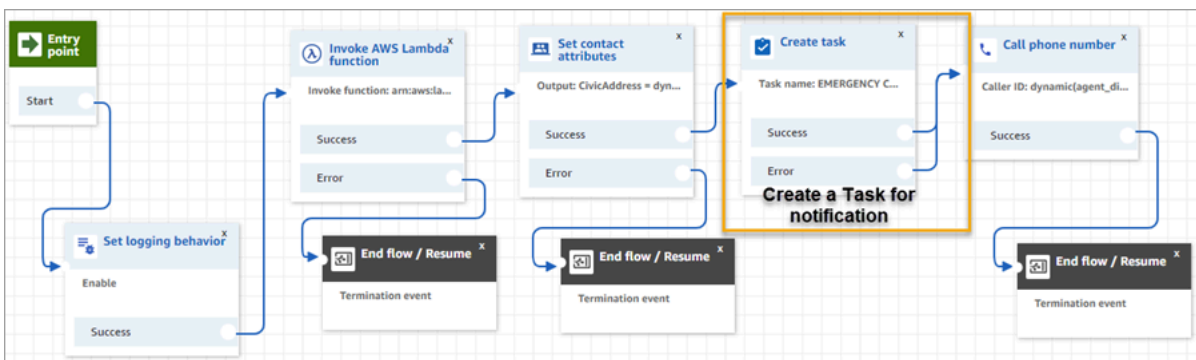 Entry
point
Start
Set logging behavior
x
Enable
Success
Invoke AWS Lambda
function
x
Invoke function: arn:aws:la...
Success
Error
End flow / Resume
x
Termination event
Set contact
attributes
x
Output: CivicAddress = dyn...
Success
Error
End flow / Resume
x
Termination event
Create task
x
Task name: EMERGENCY C...
Success
Error
Create a Task for
notification
Call phone number
x
Caller ID: dynamic(agent_di...
Success
End flow / Resume
x
Termination event